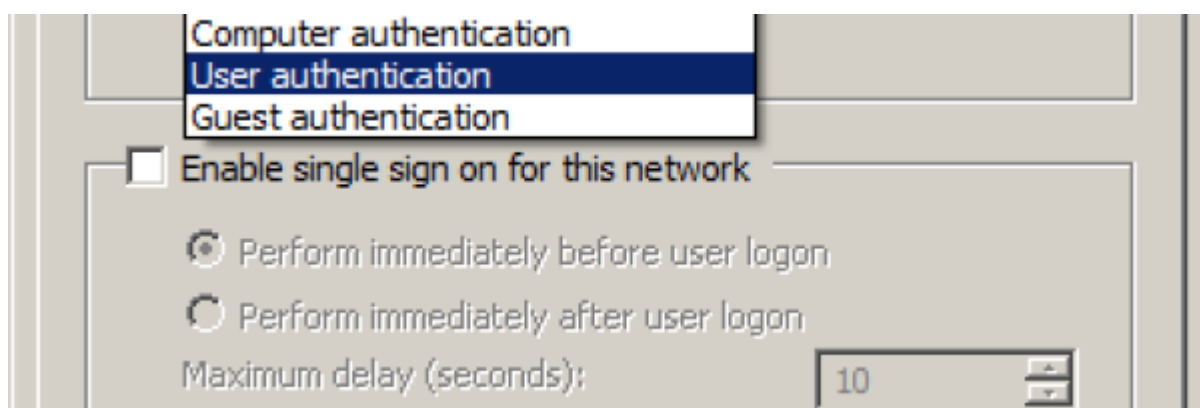 Computer authentication
User authentication
Guest authentication
Enable single sign on for this network
Perform immediately before user logon
Perform immediately after user logon
Maximum delay (seconds): 10